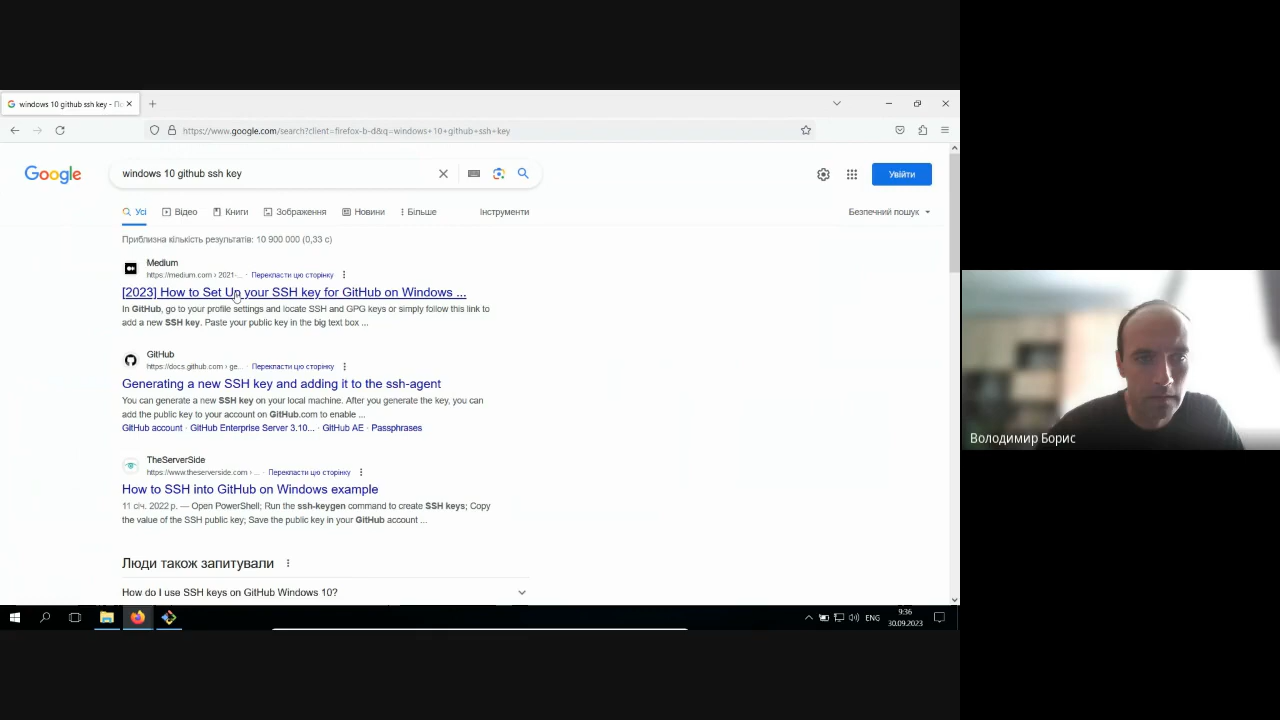 windows 10 github ssh key - По
https://www.google.com/search?client=firefox-b-d&q=windows+10+github+ssh+key
Google
windows 10 github ssh key
Увійти
Усі
Відео
Книги
Зображення
Новини
Більше
Інструменти
Безпечний пошук
Приблизна кількість результатів: 10 900 000 (0,33 с)
Medium
https://medium.com › 2021-... · Перекласти цю сторінку
[2023] How to Set Up your SSH key for GitHub on Windows ...
In GitHub, go to your profile settings and locate SSH and GPG keys or simply follow this link to
add a new SSH key. Paste your public key in the big text box ...
GitHub
https://docs.github.com › ge... · Перекласти цю сторінку
Generating a new SSH key and adding it to the ssh-agent
You can generate a new SSH key on your local machine. After you generate the key, you can
add the public key to your account on GitHub.com to enable ...
GitHub account · GitHub Enterprise Server 3.10... · GitHub AE · Passphrases
TheServerSide
https://www.theserverside.com › ... · Перекласти цю сторінку
How to SSH into GitHub on Windows example
11 січ. 2022 р. — Open PowerShell; Run the ssh-keygen command to create SSH keys; Copy
the value of the SSH public key; Save the public key in your GitHub account ...
Люди також запитували
How do I use SSH keys on GitHub Windows 10?
ENG
9:36
30.09.2023
Володимир Борис